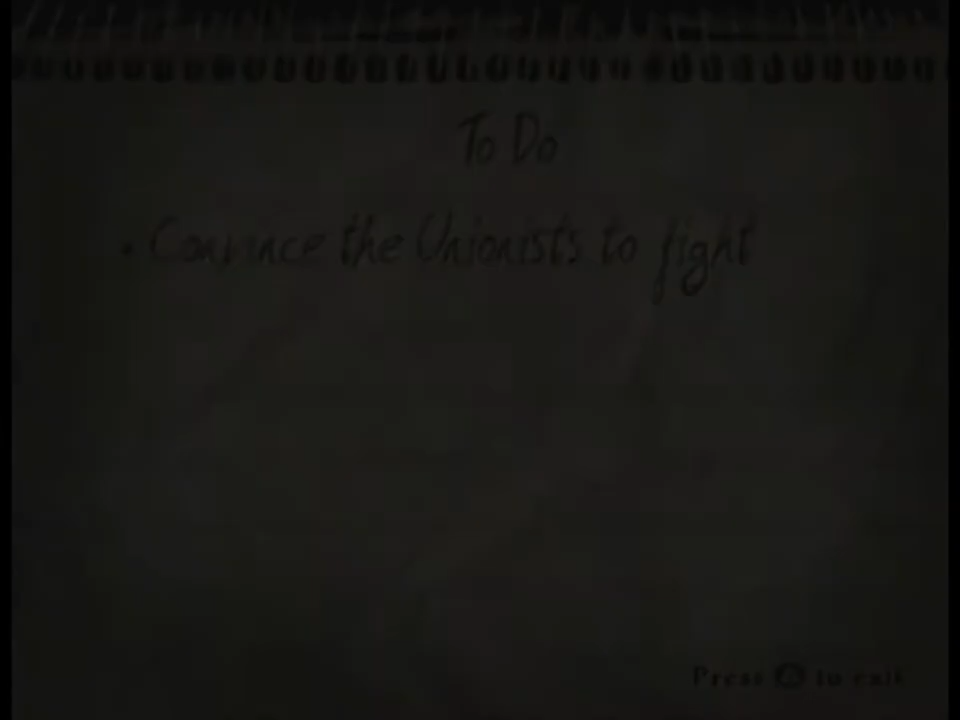 To Do
• Convince the Unionists to fight
Press to exit